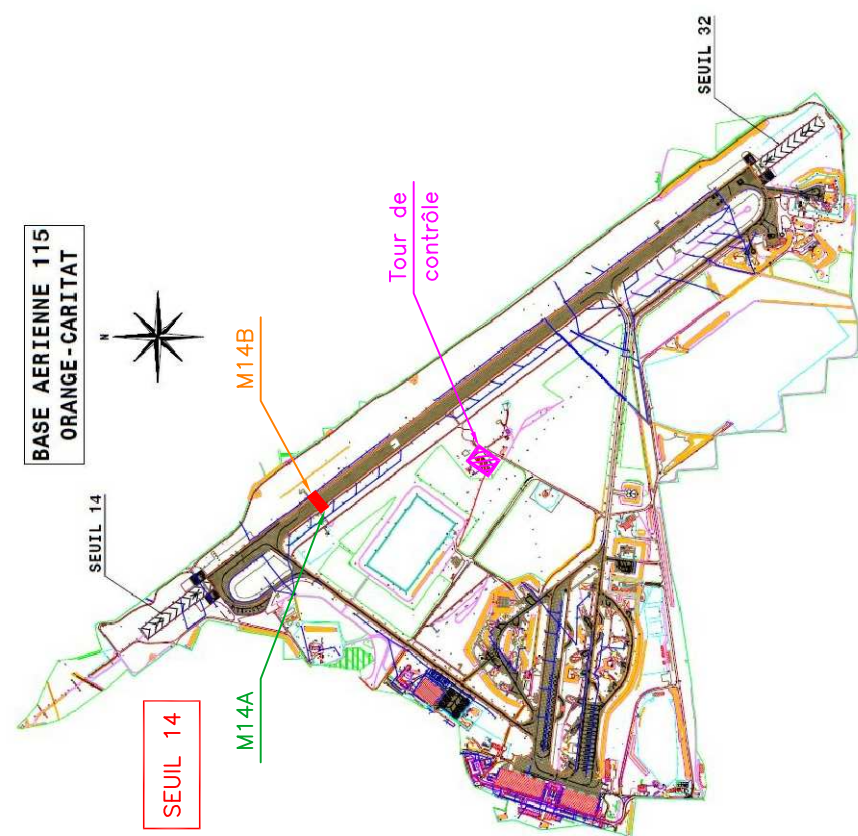 BASE AERIENNE 115
ORANGE-CARITAT
N
SEUIL 32
Tour de
contrôle
M14B
SEUIL 14
M14A
SEUIL 14